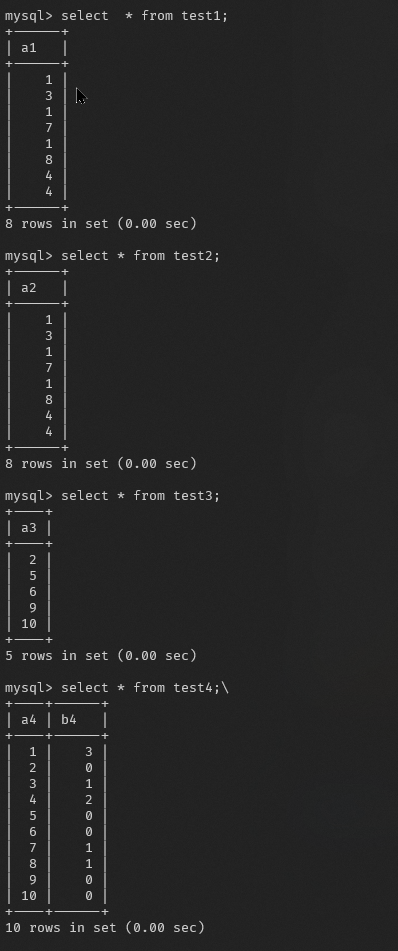 mysql> select  * from test1;
+------+
| a1   |
+------+
|    1 |
|    3 |
|    1 |
|    7 |
|    1 |
|    8 |
|    4 |
|    4 |
+------+
8 rows in set (0.00 sec)
mysql> select * from test2;
+------+
| a2   |
+------+
|    1 |
|    3 |
|    1 |
|    7 |
|    1 |
|    8 |
|    4 |
|    4 |
+------+
8 rows in set (0.00 sec)
mysql> select * from test3;
+----+
| a3 |
+----+
|  2 |
|  5 |
|  6 |
|  9 |
| 10 |
+----+
5 rows in set (0.00 sec)
mysql> select * from test4;\
+----+------+
| a4 | b4   |
+----+------+
|  1 |    3 |
|  2 |    0 |
|  3 |    1 |
|  4 |    2 |
|  5 |    0 |
|  6 |    0 |
|  7 |    1 |
|  8 |    1 |
|  9 |    0 |
| 10 |    0 |
+----+------+
10 rows in set (0.00 sec)